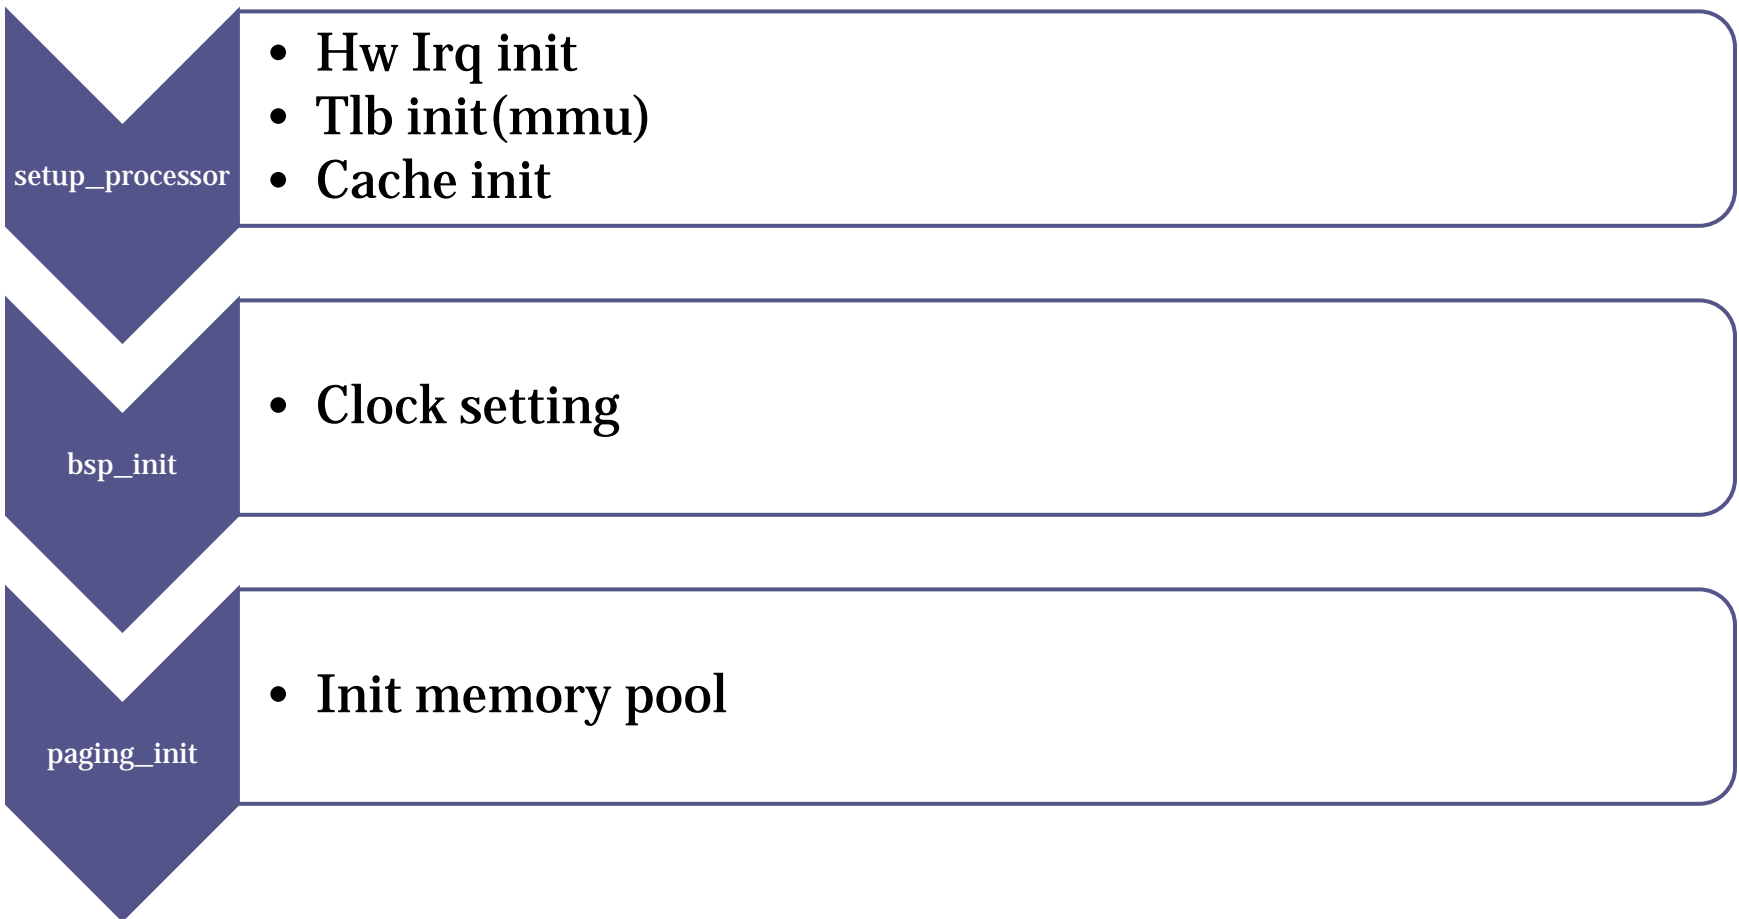 setup_processor
• Hw Irq init
• Tlb init(mmu)
• Cache init
bsp_init
• Clock setting
paging_init
• Init memory pool